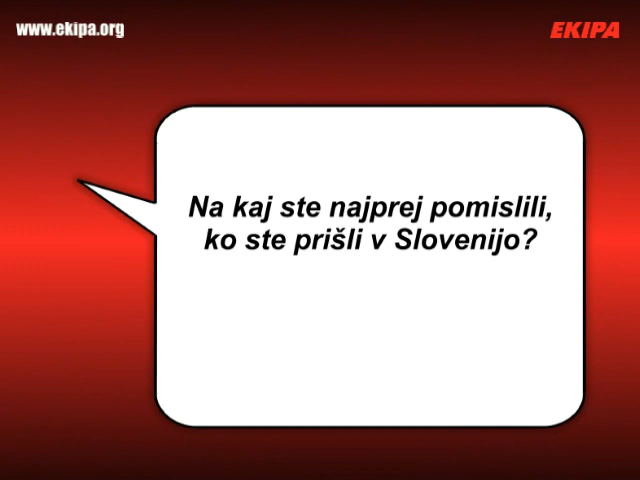 www.ekipa.org
EKIPA
Na kaj ste najprej pomislili,
ko ste prišli v Slovenijo?